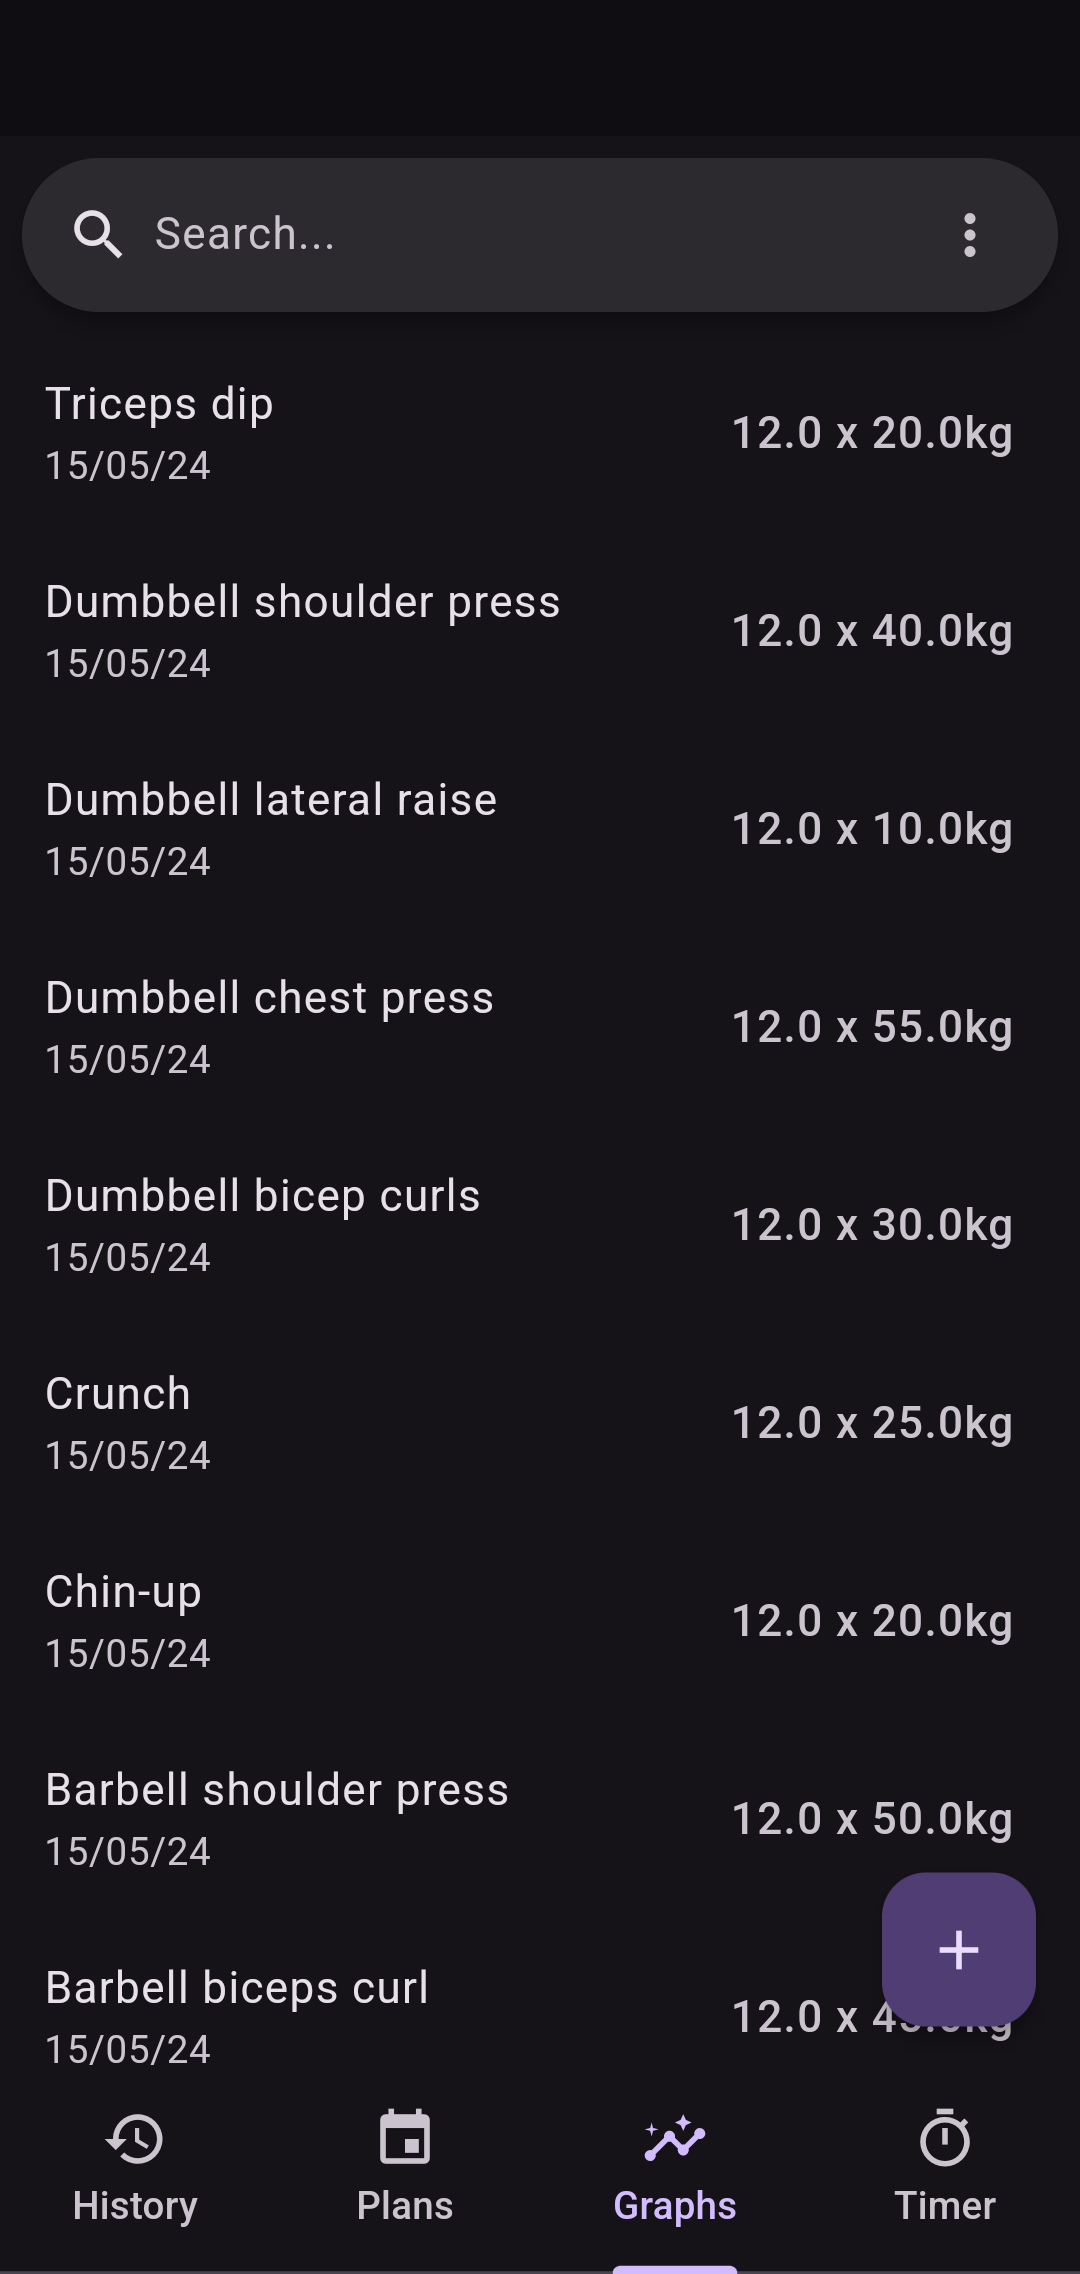 Search...
Triceps dip
15/05/24
12.0 x 20.0kg
Dumbbell shoulder press
15/05/24
12.0 x 40.0kg
Dumbbell lateral raise
15/05/24
12.0 x 10.0kg
Dumbbell chest press
15/05/24
12.0 x 55.0kg
Dumbbell bicep curls
15/05/24
12.0 x 30.0kg
Crunch
15/05/24
12.0 x 25.0kg
Chin-up
15/05/24
12.0 x 20.0kg
Barbell shoulder press
15/05/24
12.0 x 50.0kg
Barbell biceps curl
15/05/24
12.0 x
History
Plans
Graphs
Timer